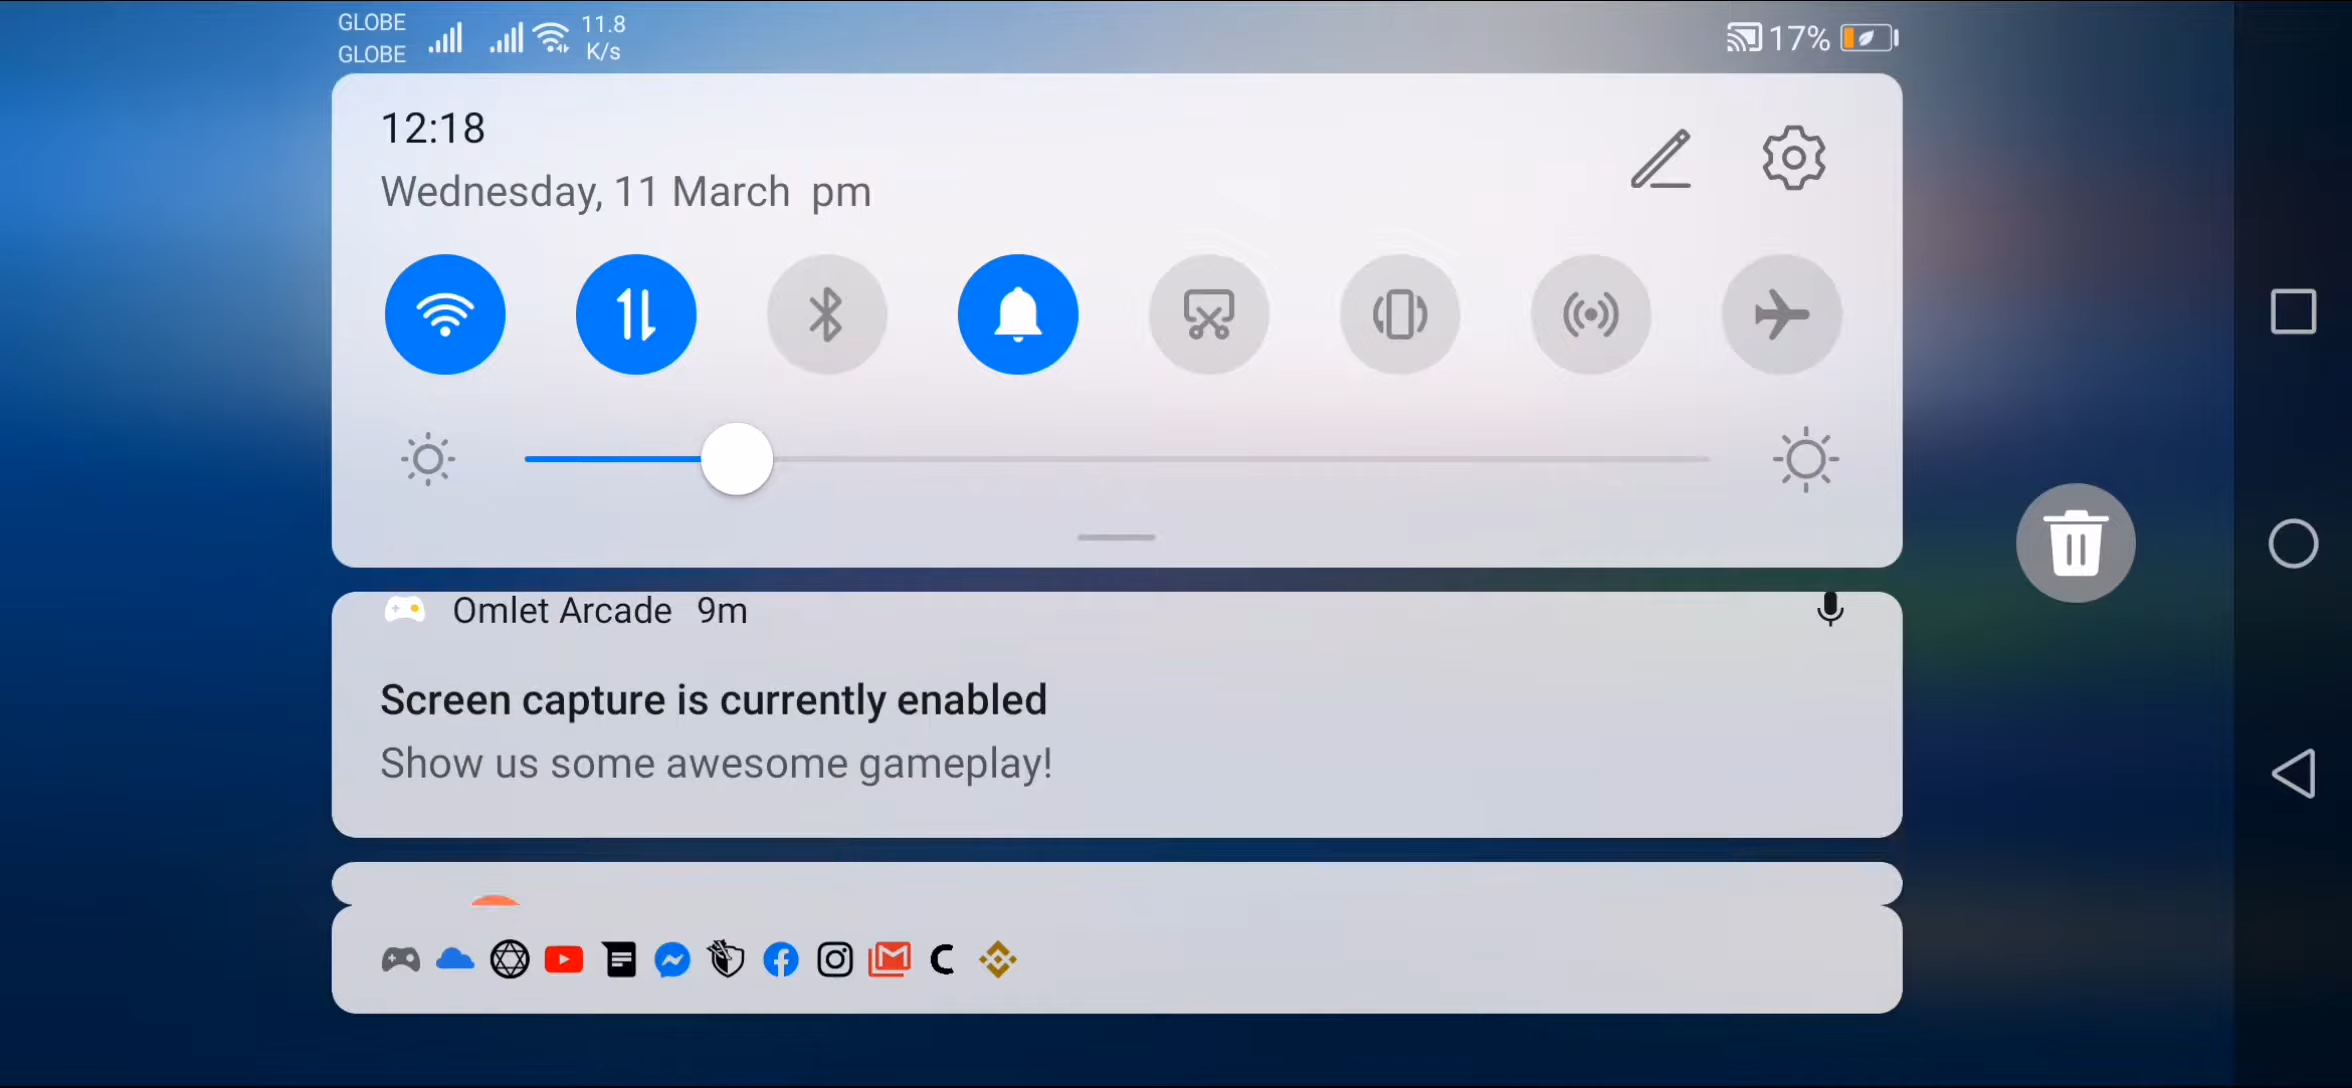 GLOBE
GLOBE
11.8
K/s
17%
12:18
Wednesday, 11 March pm
Omlet Arcade 9m
Screen capture is currently enabled
Show us some awesome gameplay!